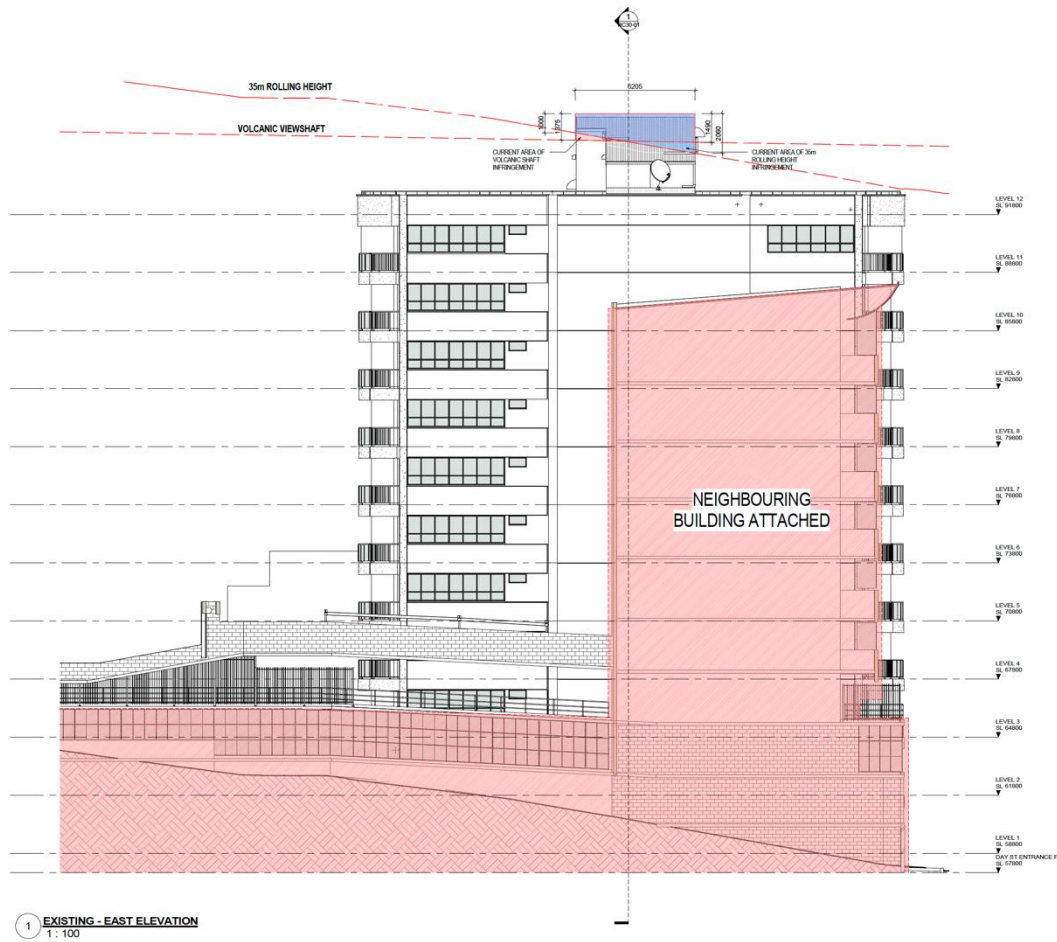 1
RC30-01
35m ROLLING HEIGHT
6205
VOLCANIC VIEWSHAFT
1000
1375
1490
2060
CURRENT AREA OF
VOLCANIC SHAFT
INFRINGEMENT
CURRENT AREA OF 35m
ROLLING HEIGHT
INFRINGEMENT
LEVEL 12
SL 91800
LEVEL 11
SL 88800
LEVEL 10
SL 85800
LEVEL 9
SL 82800
LEVEL 8
SL 79800
LEVEL 7
SL 76800
NEIGHBOURING
BUILDING ATTACHED
LEVEL 6
SL 73800
LEVEL 5
SL 70800
LEVEL 4
SL 67800
LEVEL 3
SL 64800
LEVEL 2
SL 61800
LEVEL 1
SL 58800
DAY ST ENTRANCE F
SL 57800
1 EXISTING - EAST ELEVATION
1 : 100